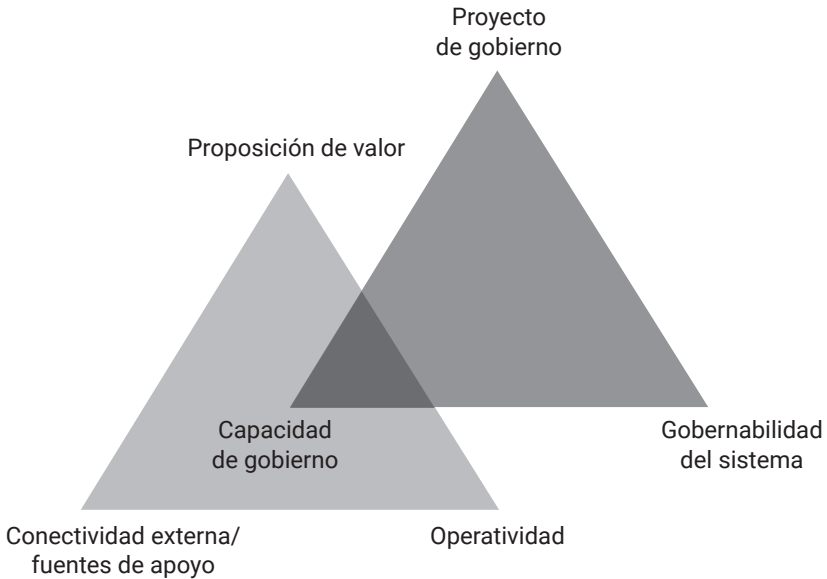 Proyecto
de gobierno
Proposición de valor
Capacidad
de gobierno
Gobernabilidad
del sistema
Conectividad externa/
fuentes de apoyo
Operatividad